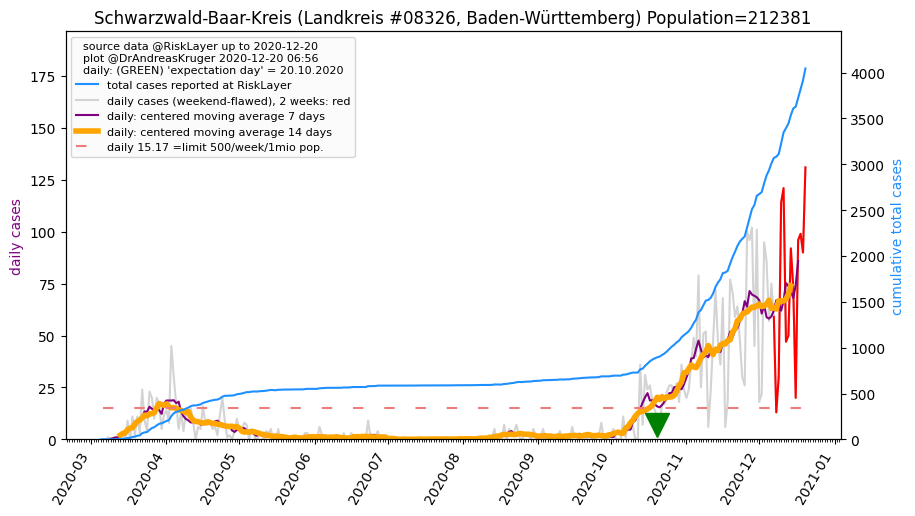 Schwarzwald-Baar-Kreis (Landkreis #08326, Baden-Württemberg) Population=212381
source data @RiskLayer up to 2020-12-20
plot @DrAndreasKruger 2020-12-20 06:56
daily: (GREEN) 'expectation day' = 20.10.2020
total cases reported at RiskLayer
daily cases (weekend-flawed), 2 weeks: red
daily: centered moving average 7 days
daily: centered moving average 14 days
daily 15.17 =limit 500/week/1mio pop.
daily cases
175
150
125
100
75
50
25
0
4000
3500
3000
2500
2000
1500
1000
500
0
cumulative total cases
2020-03
2020-04
2020-05
2020-06
2020-07
2020-08
2020-09
2020-10
2020-11
2020-12
2021-01